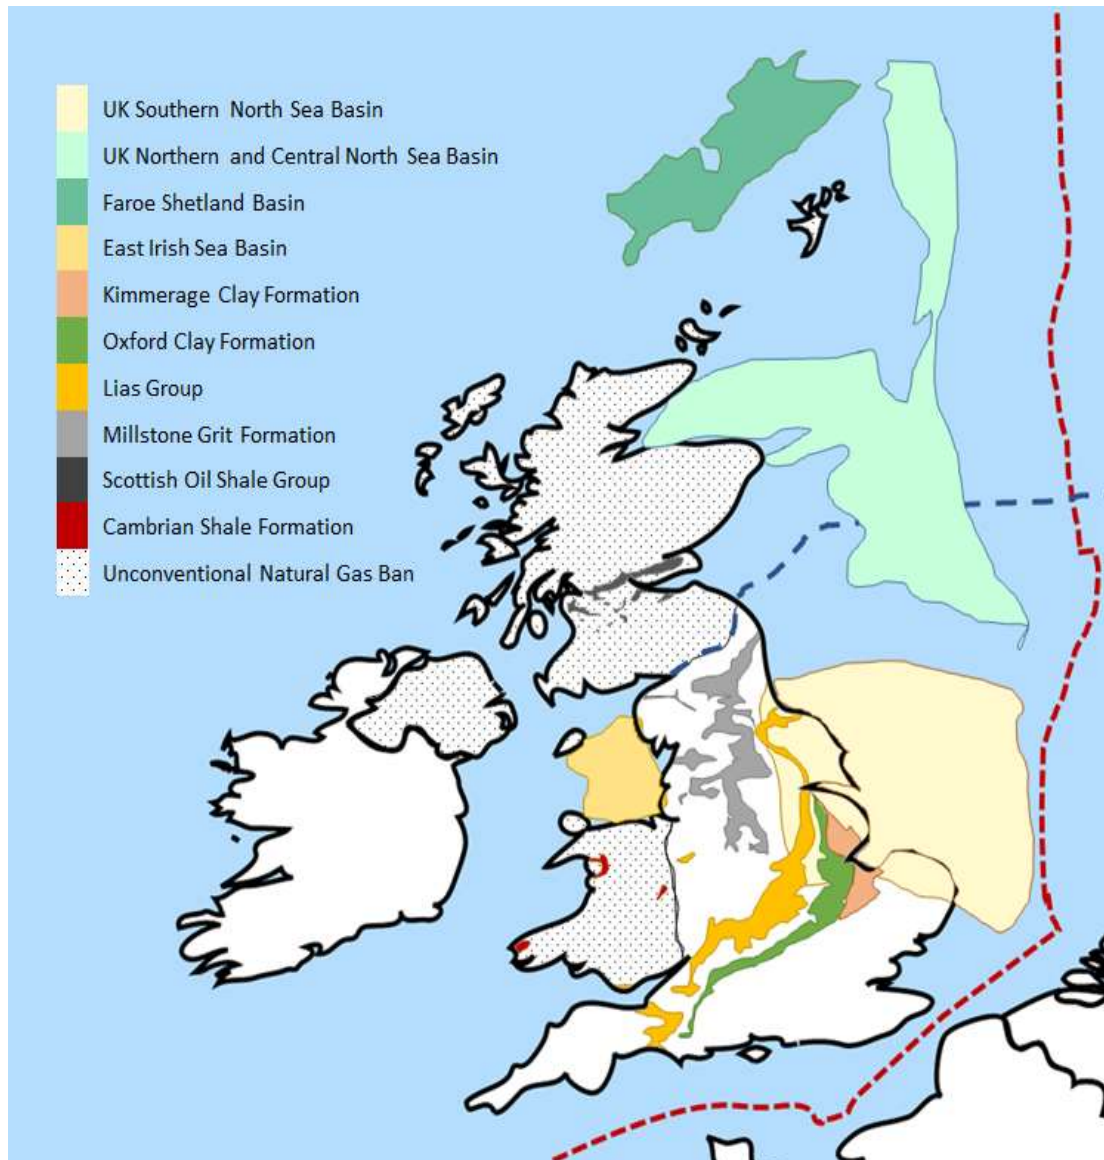 UK Southern North Sea Basin
UK Northern and Central North Sea Basin
Faroe Shetland Basin
East Irish Sea Basin
Kimmerage Clay Formation
Oxford Clay Formation
Lias Group
Millstone Grit Formation
Scottish Oil Shale Group
Cambrian Shale Formation
Unconventional Natural Gas Ban